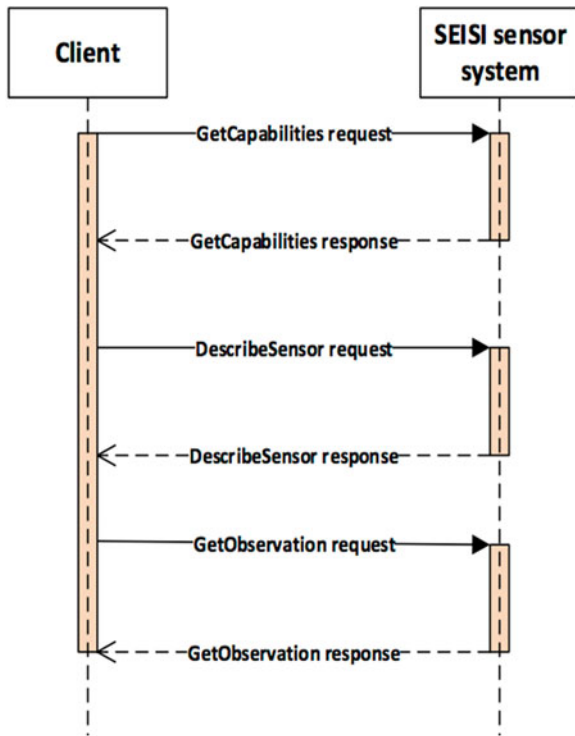 Client
SEISI sensor
system
GetCapabilities request
GetCapabilities response
DescribeSensor request
DescribeSensor response
GetObservation request
GetObservation response